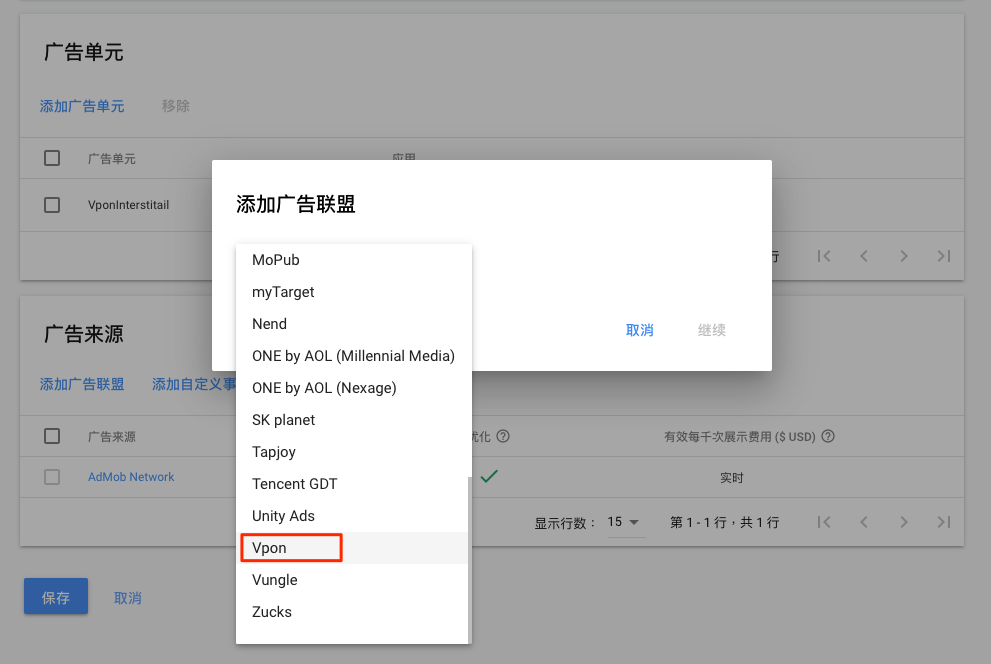 广告单元
添加广告单元 移除
广告单元 应用
VponInterstitail
行
添加广告联盟
MoPub
myTarget
Nend
ONE by AOL (Millennial Media)
ONE by AOL (Nexage)
SK planet
Tapjoy
Tencent GDT
Unity Ads
Vpon
Vungle
Zucks
取消 继续
广告来源
添加广告联盟 添加自定义事
广告来源 优化 有效每千次展示费用 ($ USD)
AdMob Network 实时
显示行数： 15 第 1 - 1 行，共 1 行
保存 取消